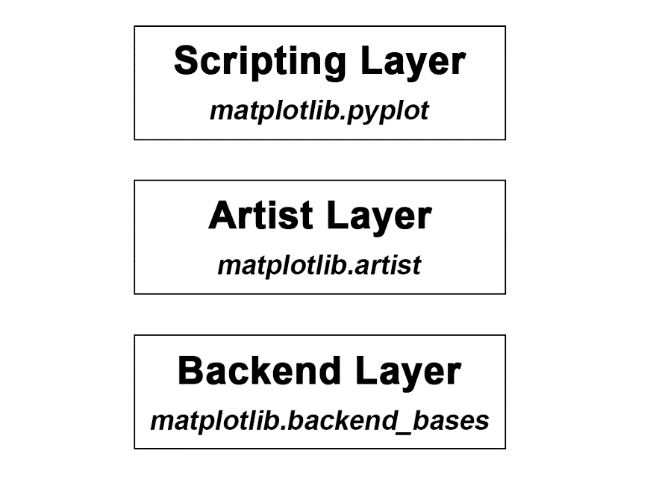 Scripting Layer
matplotlib.pyplot
Artist Layer
matplotlib.artist
Backend Layer
matplotlib.backend_bases